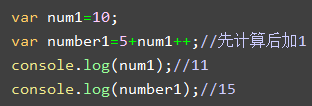 var num1=10;
var number1=5+num1++;//先计算后加1
console.log(num1);//11
console.log(number1);//15